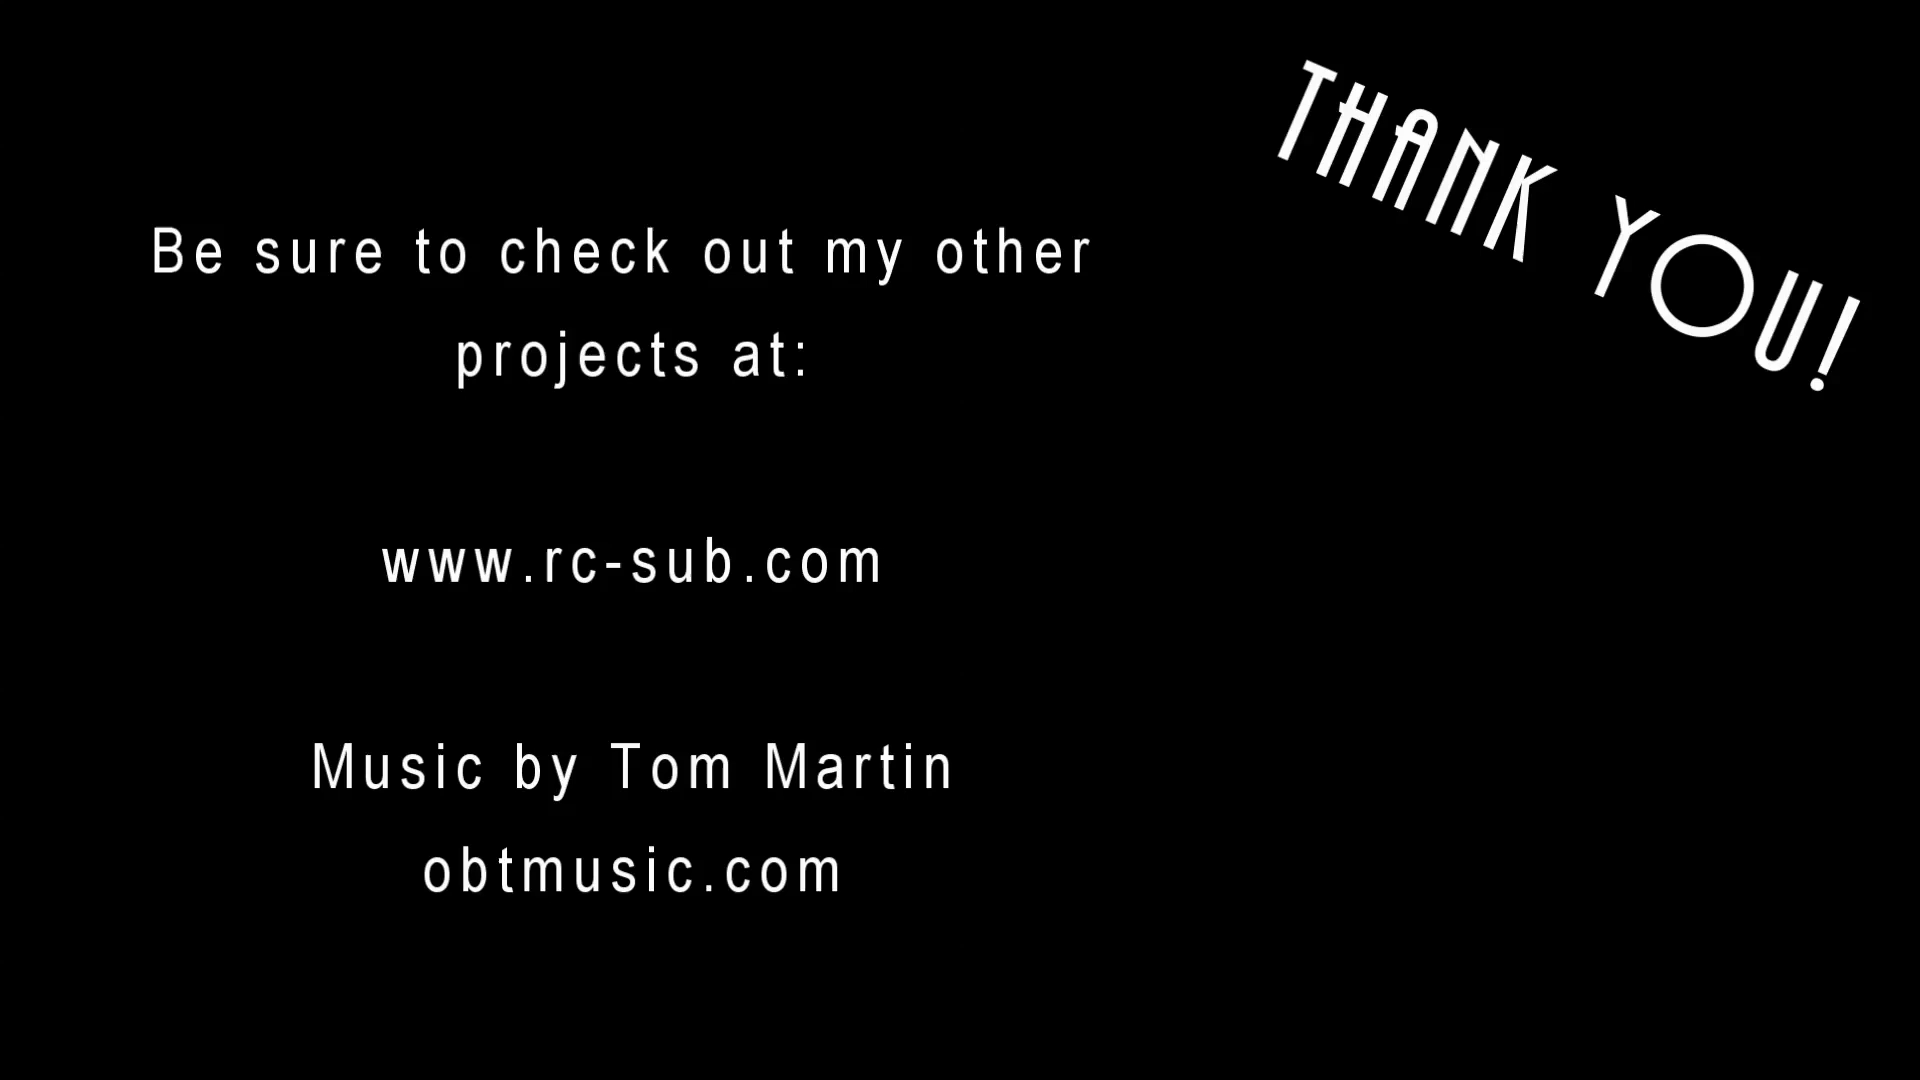 THANK YOU!
Be sure to check out my other
projects at:
www.rc-sub.com
Music by Tom Martin
obtmusic.com